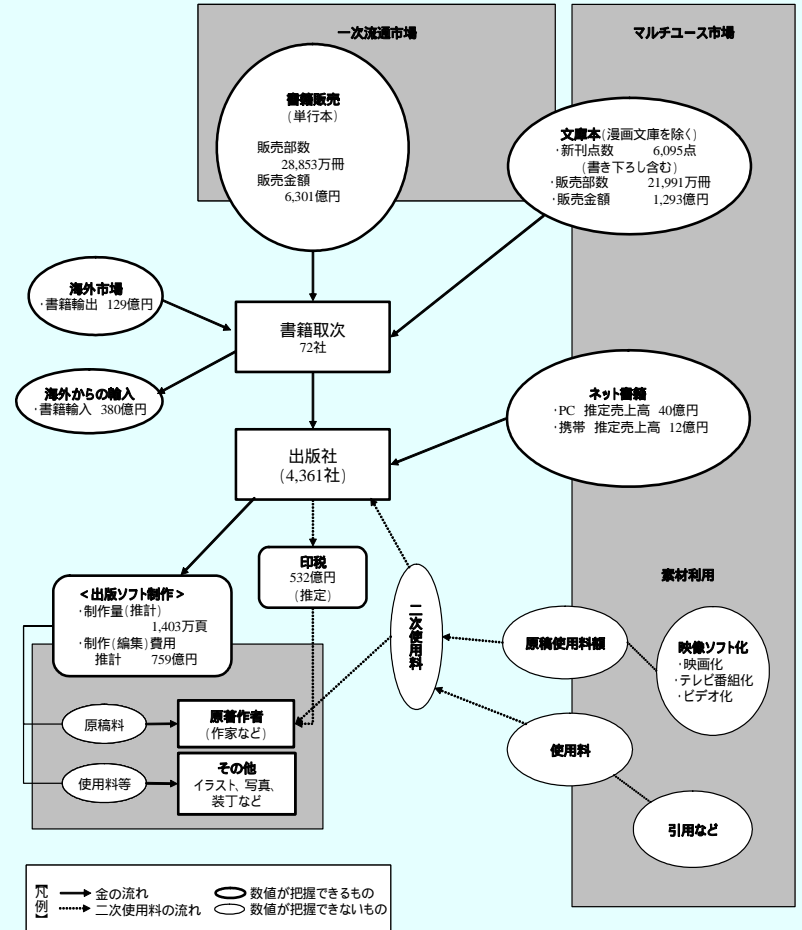 一次流通市場
マルチユース市場
書籍販売
(単行本)
販売部数
28,853万冊
販売金額
6,301億円
文庫本(漫画文庫を除く)
・新刊点数 6,095点
(書き下ろし含む)
・販売部数 21,991万冊
・販売金額 1,293億円
海外市場
・書籍輸出 129億円
書籍取次
72社
海外からの輸入
・書籍輸入 380億円
ネット書籍
・PC 推定売上高 40億円
・携帯 推定売上高 12億円
出版社
(4,361社)
印税
532億円
(推定)
素材利用
<出版ソフト制作>
・制作量(推計)
1,403万頁
・制作(編集)費用
推計 759億円
二次使用料
原稿使用料額
映像ソフト化
・映画化
・テレビ番組化
・ビデオ化
原稿料
原著作者
(作家など)
使用料
使用料等
その他
イラスト、写真、
装丁など
引用など
【凡例】
金の流れ
数値が把握できるもの
二次使用料の流れ
数値が把握できないもの